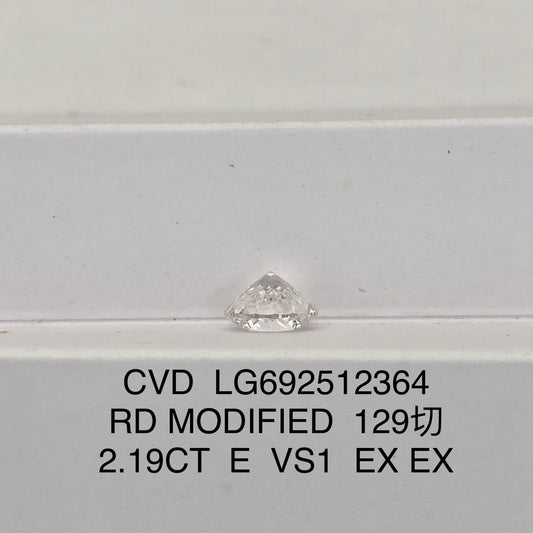 CVD LG692512364
RD MODIFIED 129切
2.19CT E VS1 EX EX